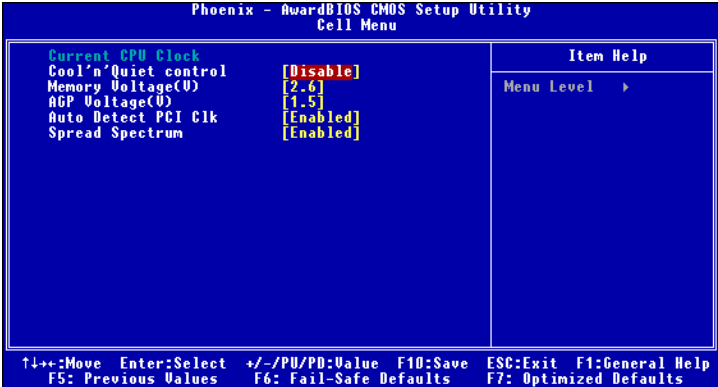 Phoenix - AwardBIOS CMOS Setup Utility
Cell Menu
Current CPU Clock
Cool'n'Quiet control [Disable]
Memory Voltage(V) [2.6]
AGP Voltage(V) [1.5]
Auto Detect PCI Clk [Enabled]
Spread Spectrum [Enabled]
Item Help
Menu Level ▸
↑↓→←:Move Enter:Select +/-/PU/PD:Value F10:Save ESC:Exit F1:General Help
F5: Previous Values F6: Fail-Safe Defaults F7: Optimized Defaults